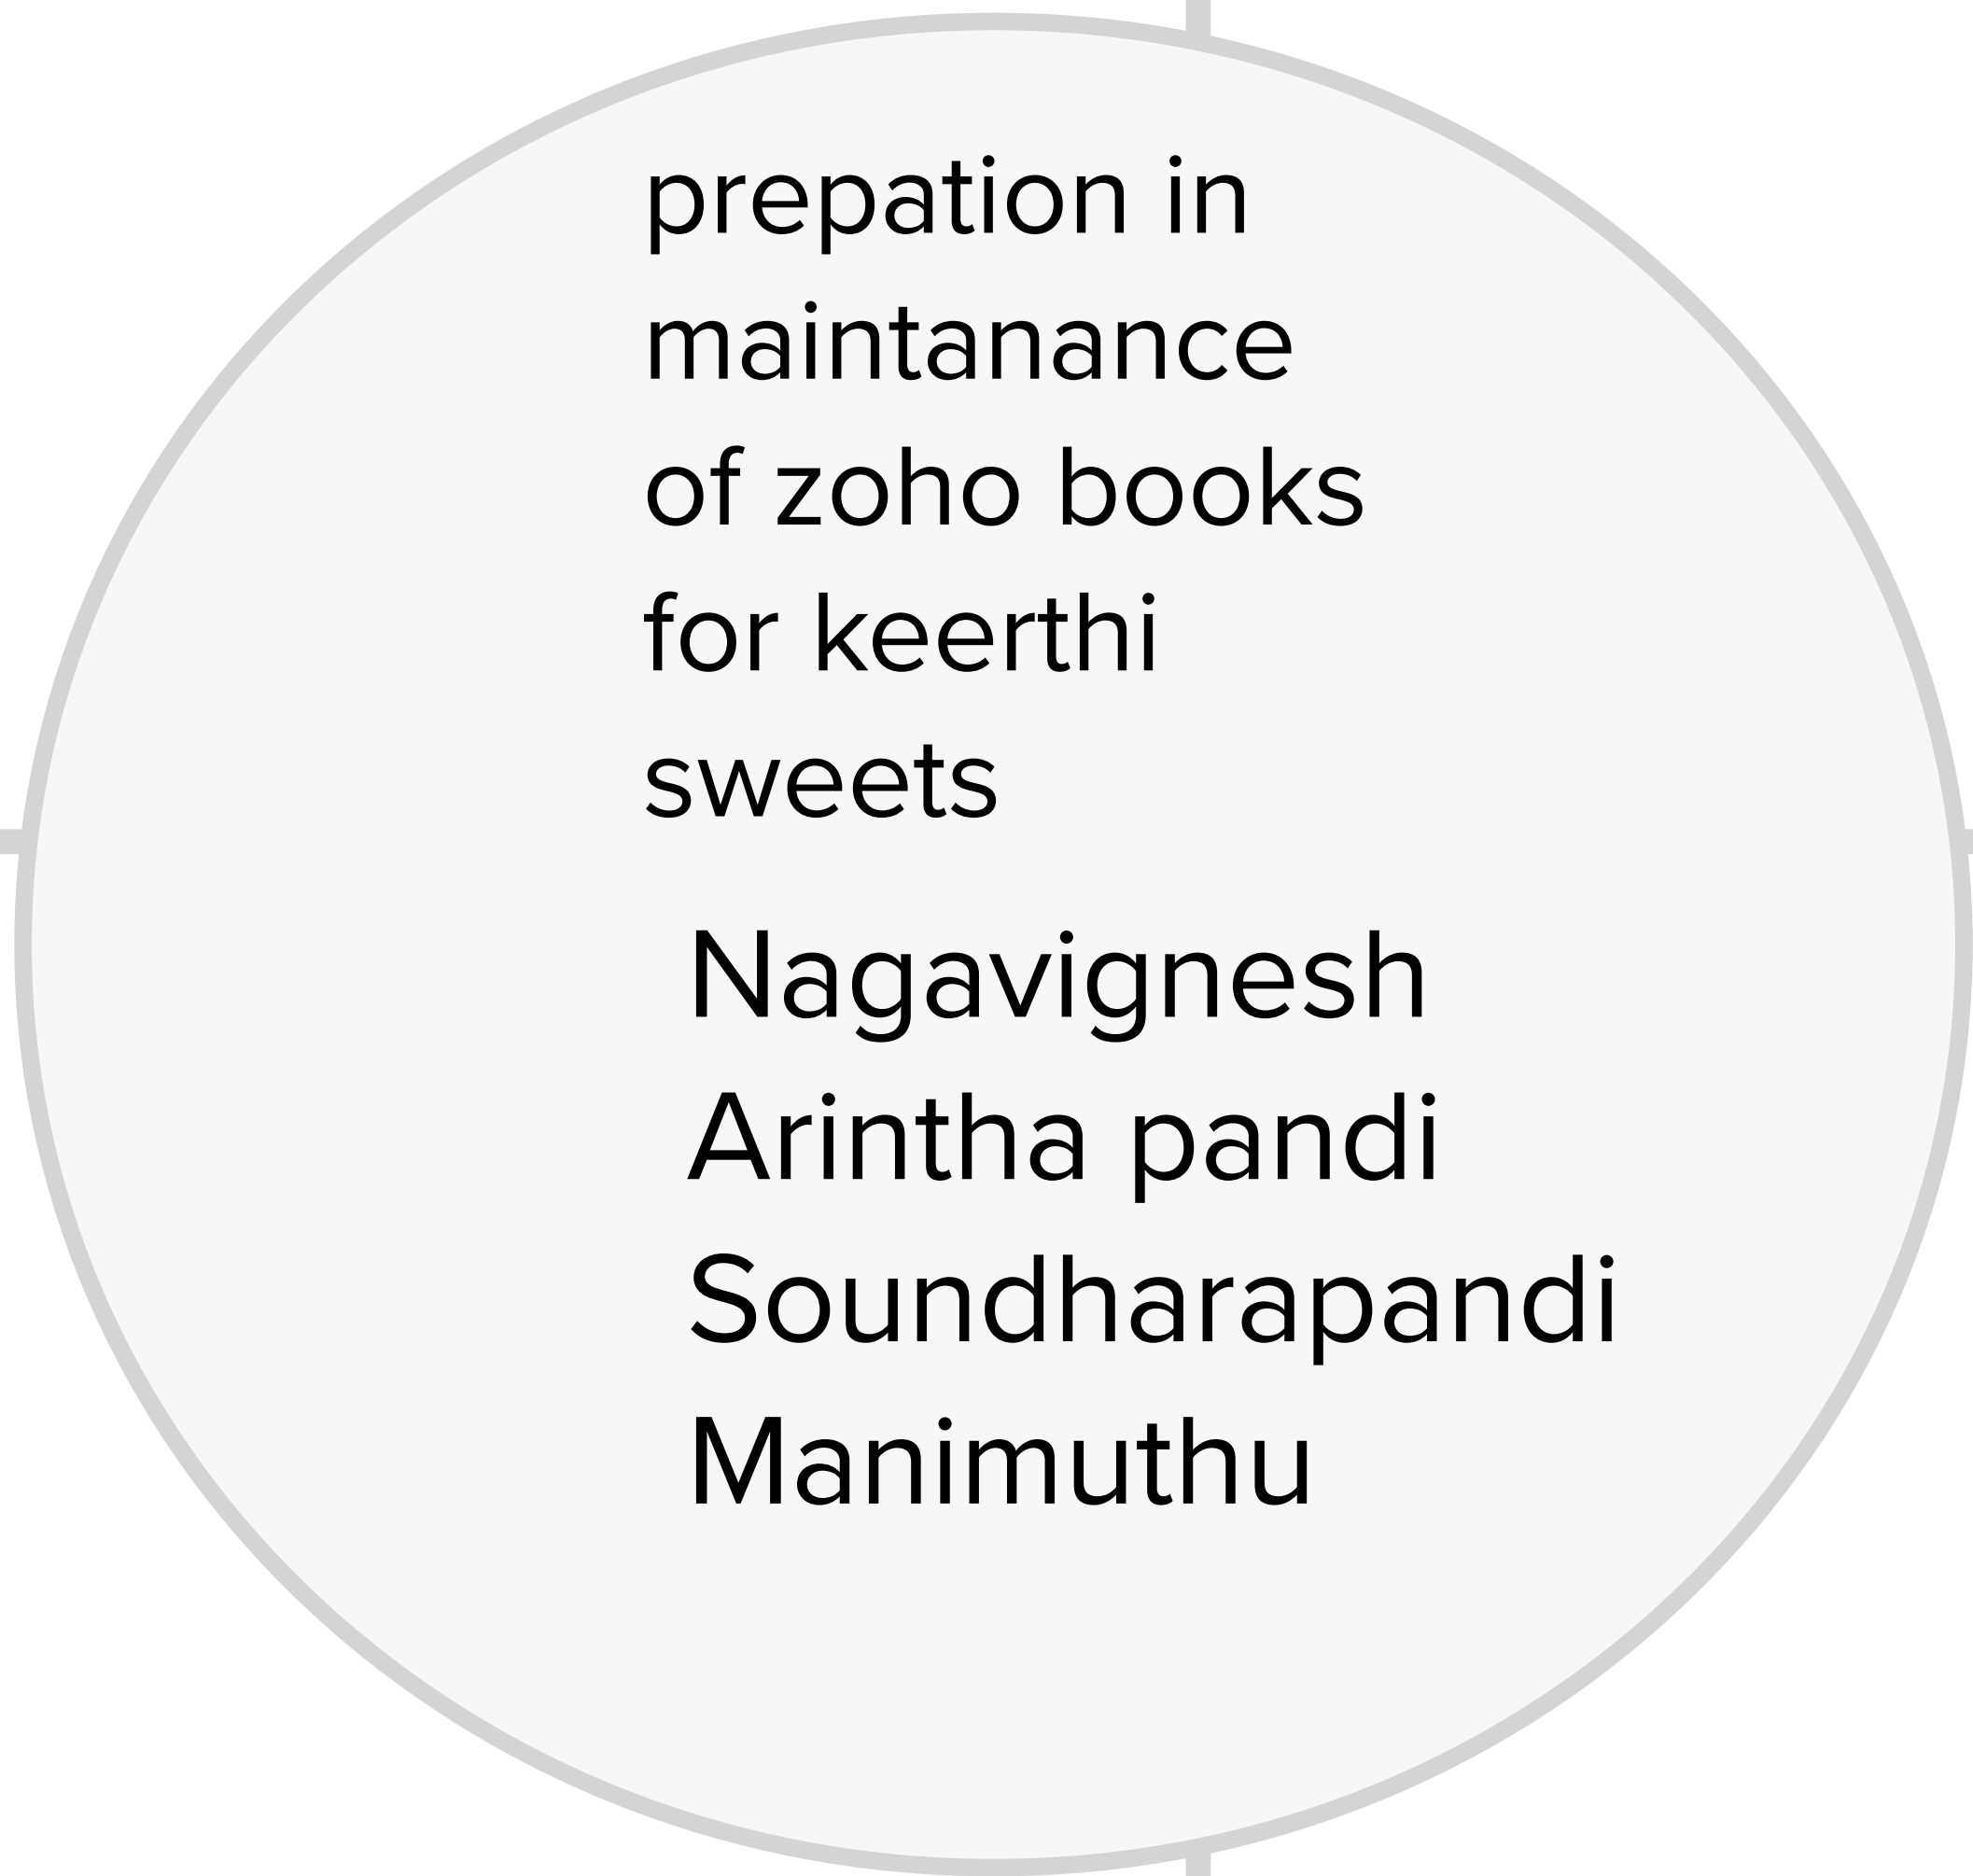 prepation in
maintanance
of zoho books
for keerthi
sweets
Nagavignesh
Arintha pandi
Soundharapandi
Manimuthu